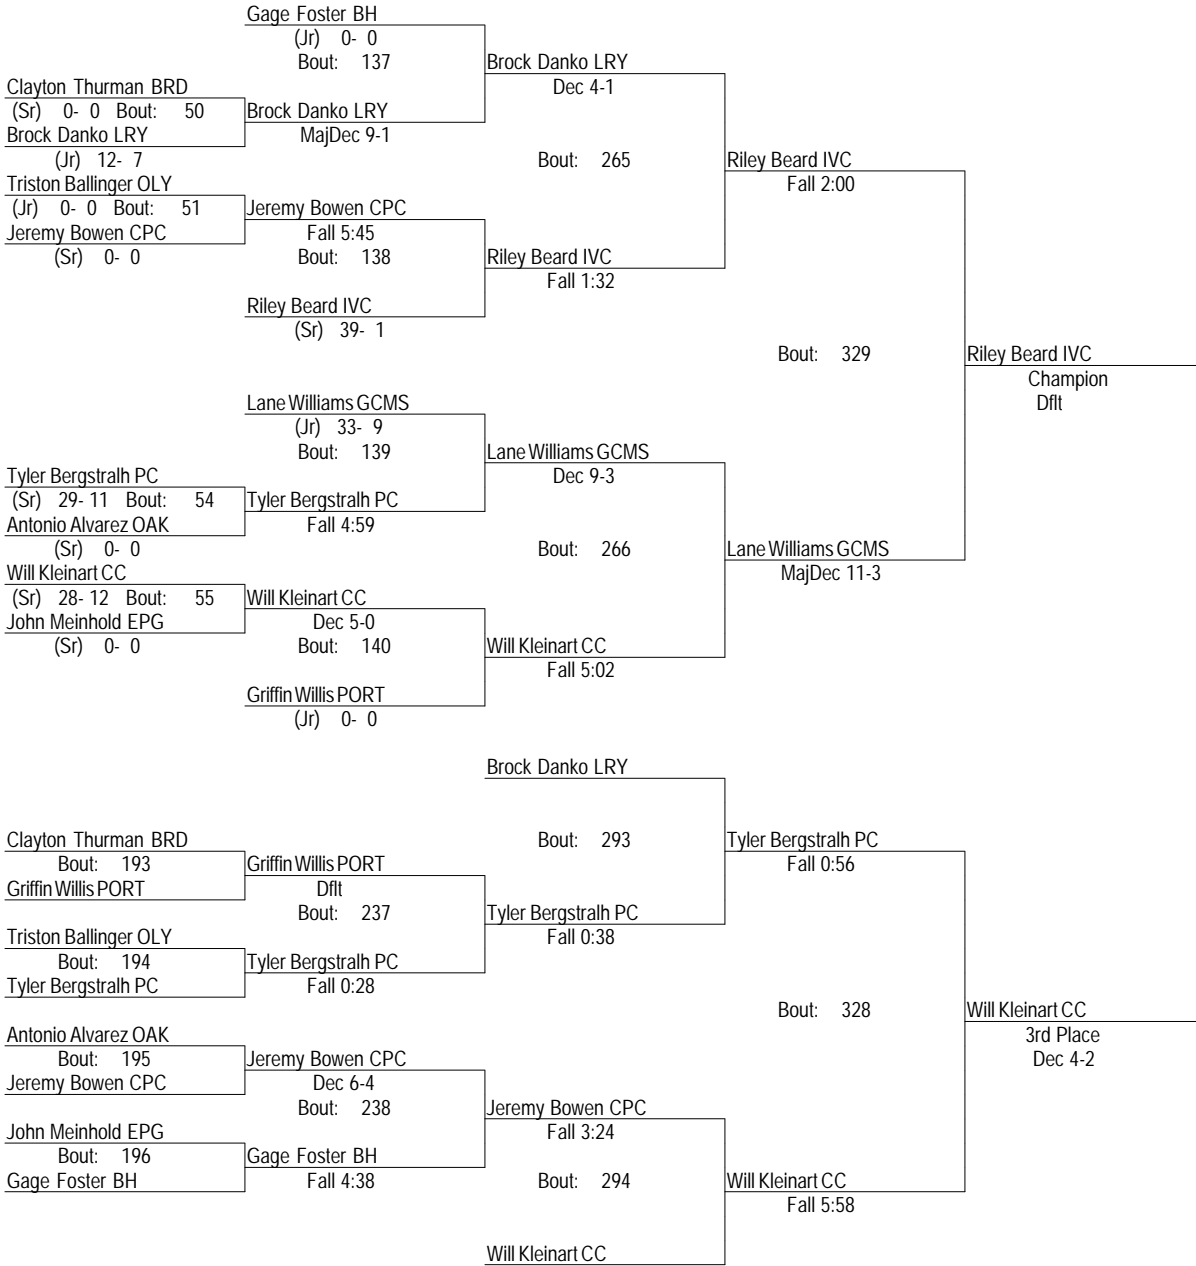 Gage Foster BH
(Jr) 0- 0
Bout: 137
Brock Danko LRY
Dec 4-1
Clayton Thurman BRD
(Sr) 0- 0 Bout: 50
Brock Danko LRY
MajDec 9-1
Brock Danko LRY
(Jr) 12- 7
Bout: 265
Riley Beard IVC
Fall 2:00
Triston Ballinger OLY
(Jr) 0- 0 Bout: 51
Jeremy Bowen CPC
Fall 5:45
Jeremy Bowen CPC
(Sr) 0- 0
Bout: 138
Riley Beard IVC
Fall 1:32
Riley Beard IVC
(Sr) 39- 1
Bout: 329
Riley Beard IVC
Champion
Dflt
Lane Williams GCMS
(Jr) 33- 9
Bout: 139
Lane Williams GCMS
Dec 9-3
Tyler Bergstralh PC
(Sr) 29- 11 Bout: 54
Tyler Bergstralh PC
Fall 4:59
Antonio Alvarez OAK
(Sr) 0- 0
Bout: 266
Lane Williams GCMS
MajDec 11-3
Will Kleinart CC
(Sr) 28- 12 Bout: 55
Will Kleinart CC
Dec 5-0
John Meinhold EPG
(Sr) 0- 0
Bout: 140
Will Kleinart CC
Fall 5:02
Griffin Willis PORT
(Jr) 0- 0
Brock Danko LRY
Bout: 293
Tyler Bergstralh PC
Fall 0:56
Clayton Thurman BRD
Bout: 193
Griffin Willis PORT
Griffin Willis PORT
Dflt
Bout: 237
Tyler Bergstralh PC
Fall 0:38
Triston Ballinger OLY
Bout: 194
Tyler Bergstralh PC
Tyler Bergstralh PC
Fall 0:28
Bout: 328
Will Kleinart CC
3rd Place
Dec 4-2
Antonio Alvarez OAK
Bout: 195
Jeremy Bowen CPC
Jeremy Bowen CPC
Dec 6-4
Bout: 238
Jeremy Bowen CPC
Fall 3:24
John Meinhold EPG
Bout: 196
Gage Foster BH
Gage Foster BH
Fall 4:38
Bout: 294
Will Kleinart CC
Fall 5:58
Will Kleinart CC